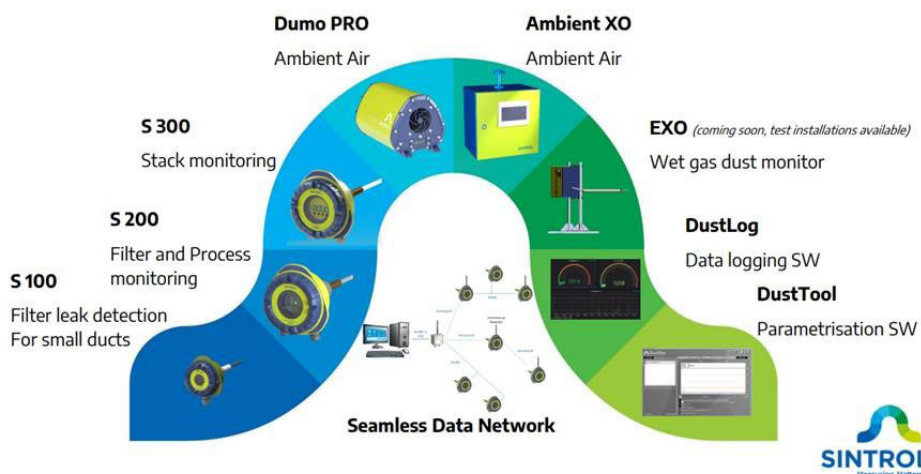 Dumo PRO
Ambient Air
Ambient XO
Ambient Air
S 300
Stack monitoring
EXO (coming soon, test installations available)
Wet gas dust monitor
S 200
Filter and Process
monitoring
DustLog
Data logging SW
S 100
Filter leak detection
For small ducts
DustTool
Parametrisation SW
Seamless Data Network
SINTROL